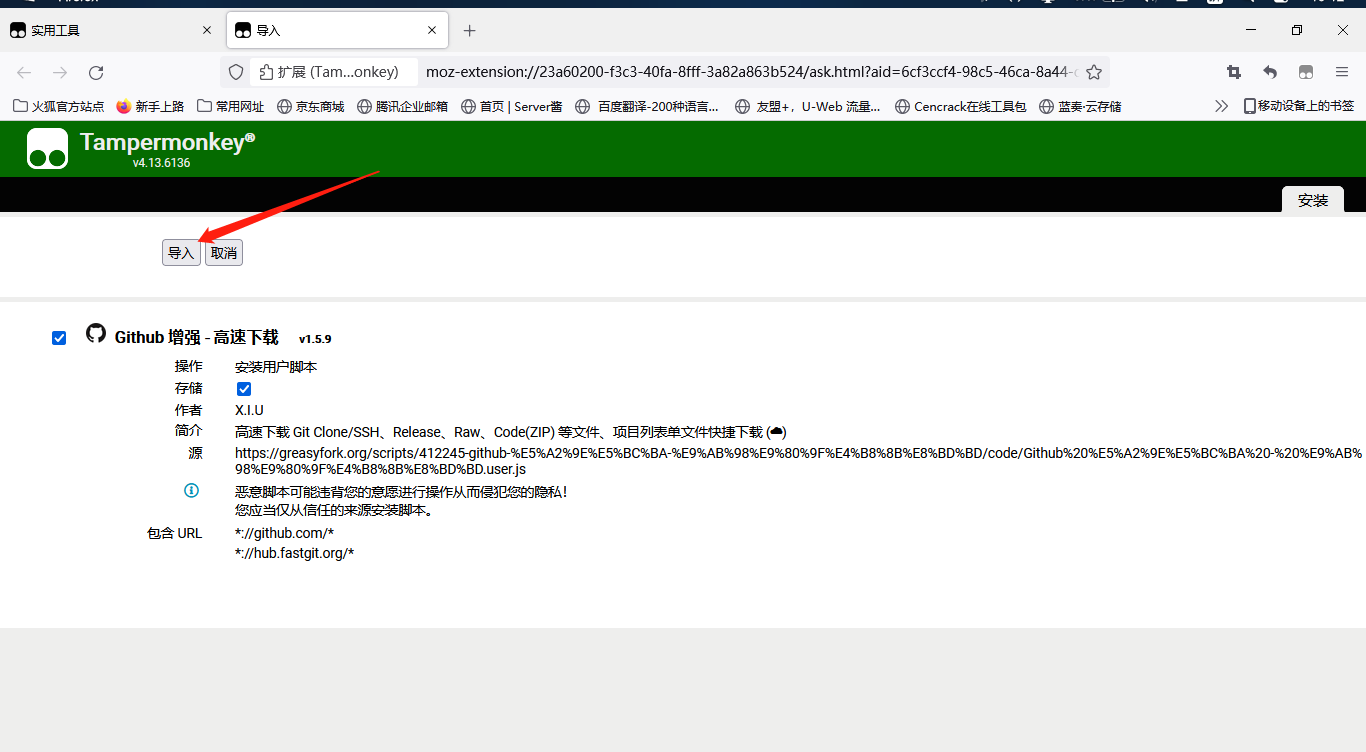 实用工具
导入
扩展 (Tam...onkey)
moz-extension://23a60200-f3c3-40fa-8fff-3a82a863b524/ask.html?aid=6cf3ccf4-98c5-46ca-8a44-
火狐官方站点 新手上路 常用网址 京东商城 腾讯企业邮箱 首页 | Server酱 百度翻译-200种语言... 友盟+，U-Web 流量... Cencrack在线工具包 蓝奏·云存储 移动设备上的书签
Tampermonkey®
v4.13.6136
安装
导入 取消
Github 增强 - 高速下载 v1.5.9
操作 安装用户脚本
存储
作者 X.I.U
简介 高速下载 Git Clone/SSH、Release、Raw、Code(ZIP) 等文件、项目列表单文件快捷下载 (☁)
源 https://greasyfork.org/scripts/412245-github-%E5%A2%9E%E5%BC%BA-%E9%AB%98%E9%80%9F%E4%B8%8B%E8%BD%BD/code/Github%20%E5%A2%9E%E5%BC%BA%20-%20%E9%AB%
98%E9%80%9F%E4%B8%8B%E8%BD%BD.user.js
恶意脚本可能违背您的意愿进行操作从而侵犯您的隐私！
您应当仅从信任的来源安装脚本。
包含 URL *://github.com/*
*://hub.fastgit.org/*